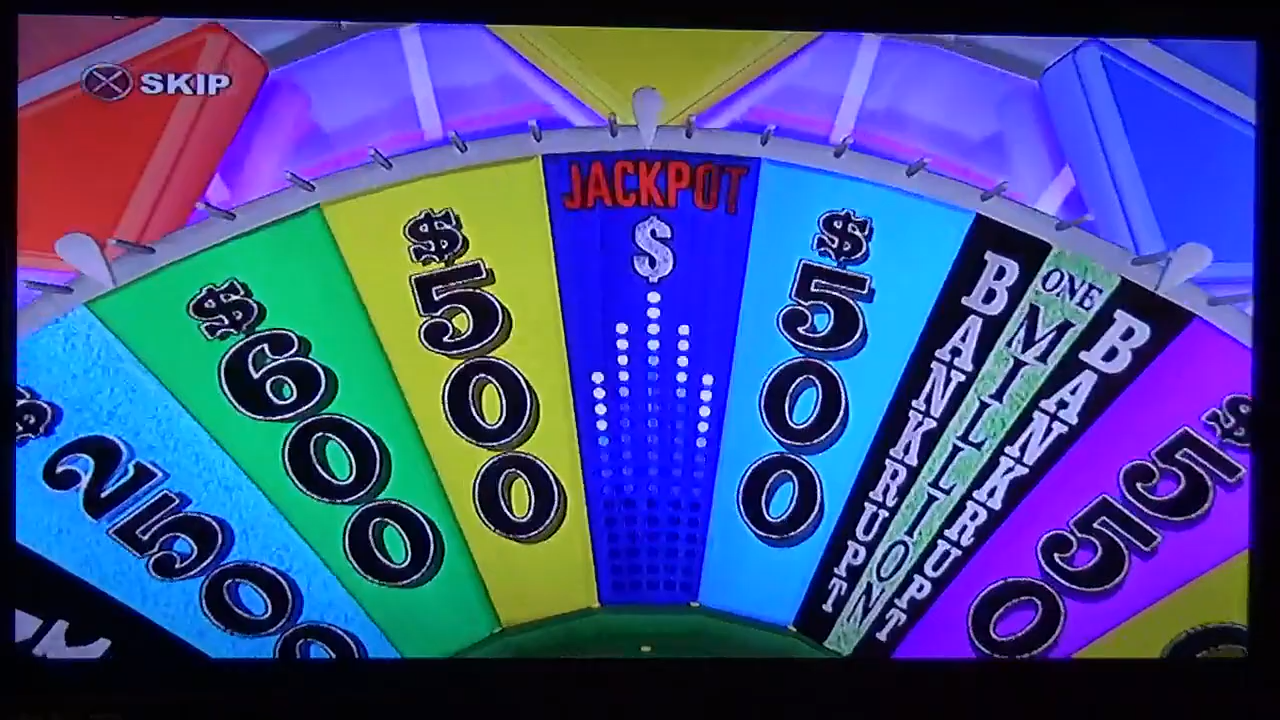 SKIP
$2500
$600
$500
JACKPOT
$
$500
BANKRUPT
ONE MILLION
BANKRUPT
$550